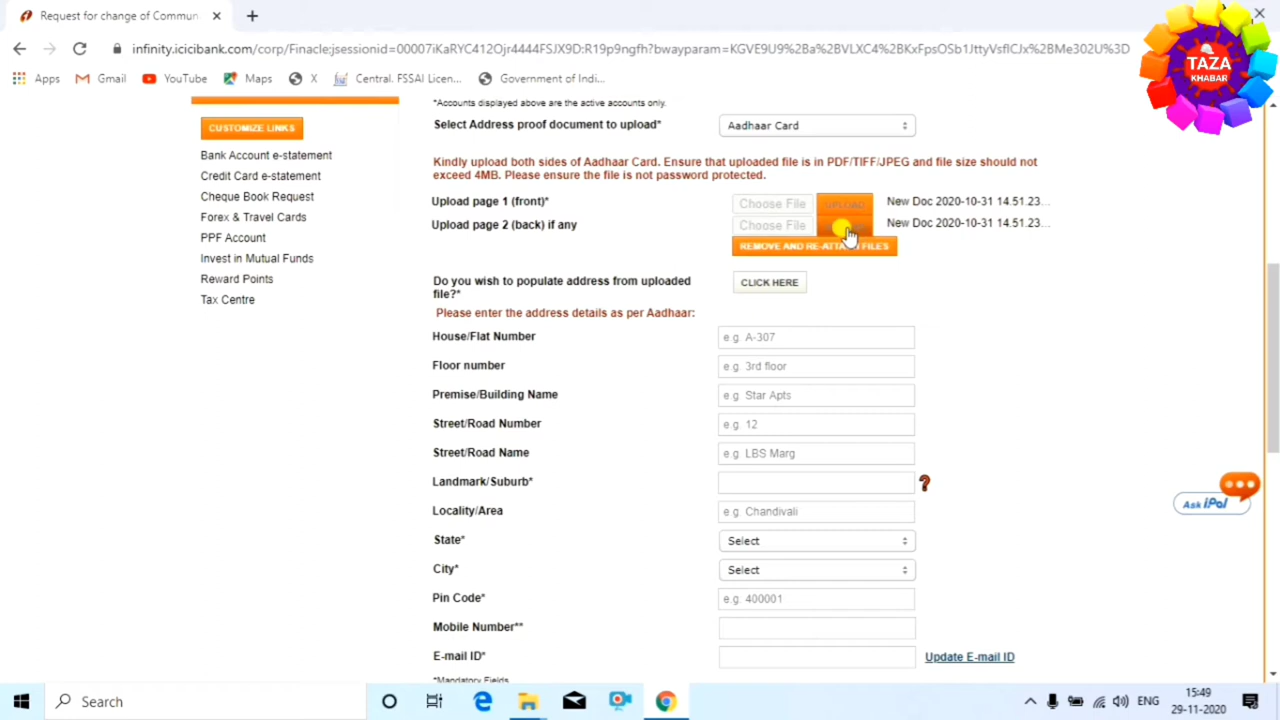 Request for change of Commun
infinity.icicibank.com/corp/Finacle;jsessionid=00007iKaRYC412Ojr4444FSJX9D:R19p9ngfh?bwayparam=KGVE9U9%2Ba%2BVLXC4%2BKxFpsOSb1JttyVsflCJx%2BMe302U%3D
TAZA
KHABAR
Apps
Gmail
YouTube
Maps
X
Central. FSSAI Licen...
Government of Indi...
*Accounts displayed above are the active accounts only.
CUSTOMIZE LINKS
Select Address proof document to upload*
Aadhaar Card
Bank Account e-statement
Credit Card e-statement
Cheque Book Request
Forex & Travel Cards
PPF Account
Invest in Mutual Funds
Reward Points
Tax Centre
Kindly upload both sides of Aadhaar Card. Ensure that uploaded file is in PDF/TIFF/JPEG and file size should not
exceed 4MB. Please ensure the file is not password protected.
Upload page 1 (front)*
Choose File
UPLOAD
New Doc 2020-10-31 14.51.23...
Upload page 2 (back) if any
Choose File
New Doc 2020-10-31 14.51.23...
REMOVE AND RE-ATTACH FILES
Do you wish to populate address from uploaded
file?*
CLICK HERE
Please enter the address details as per Aadhaar:
House/Flat Number
e.g. A-307
Floor number
e.g. 3rd floor
Premise/Building Name
e.g. Star Apts
Street/Road Number
e.g. 12
Street/Road Name
e.g. LBS Marg
Landmark/Suburb*
?
Locality/Area
e.g. Chandivali
State*
Select
City*
Select
Pin Code*
e.g. 400001
Mobile Number**
E-mail ID*
Update E-mail ID
*Mandatory Fields
Ask iPal
Search
ENG
15:49
29-11-2020